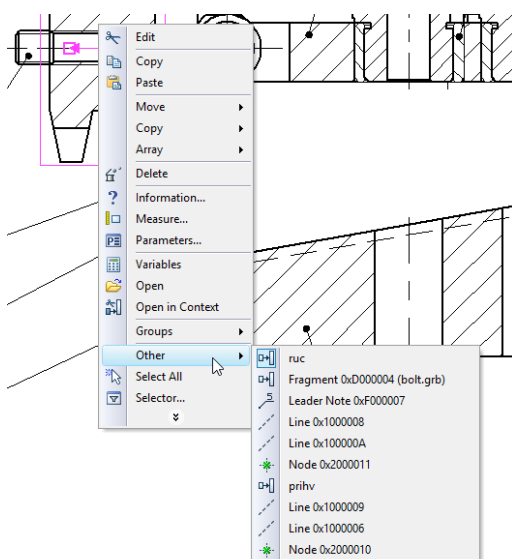 Edit
Copy
Paste
Move
Copy
Array
Delete
Information...
Measure...
Parameters...
Variables
Open
Open in Context
Groups
Other
Select All
Selector...
ruc
Fragment 0xD000004 (bolt.grb)
Leader Note 0xF000007
Line 0x1000008
Line 0x100000A
Node 0x2000011
prihv
Line 0x1000009
Line 0x1000006
Node 0x2000010